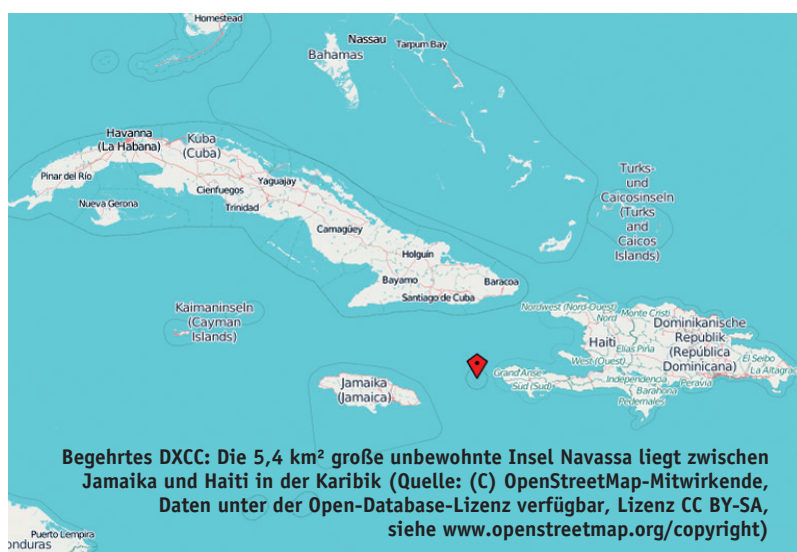 Homestead
Nassau
Tarpum Bay
Bahamas
Havanna
(La Habana)
Kuba
(Cuba)
Pinar del Río
Yaguajay
Cienfuegos
Nueva Gerona
Trinidad
Turks-
und
Caicosinseln
(Turks
and
Caicos
Islands)
Camagüey
Holguín
Bayamo
Baracoa
Santiago de Cuba
Kaimaninseln
(Cayman
Islands)
Nordwest (Nord-Ouest)
Monte Cristi
Nord
Dominikanische
Republik
(República
Dominicana)
Haiti
Elías Piña
West (Ouest)
El Seibo
La Altagrac
Grand'Anse
Sud (Sud)
Independencia
Peravia
Barahona
Pedernales
Jamaika
(Jamaica)
Begehrtes DXCC: Die 5,4 km² große unbewohnte Insel Navassa liegt zwischen
Jamaika und Haiti in der Karibik (Quelle: (C) OpenStreetMap-Mitwirkende,
Daten unter der Open-Database-Lizenz verfügbar, Lizenz CC BY-SA,
siehe www.openstreetmap.org/copyright)
Puerto Lempira
onduras